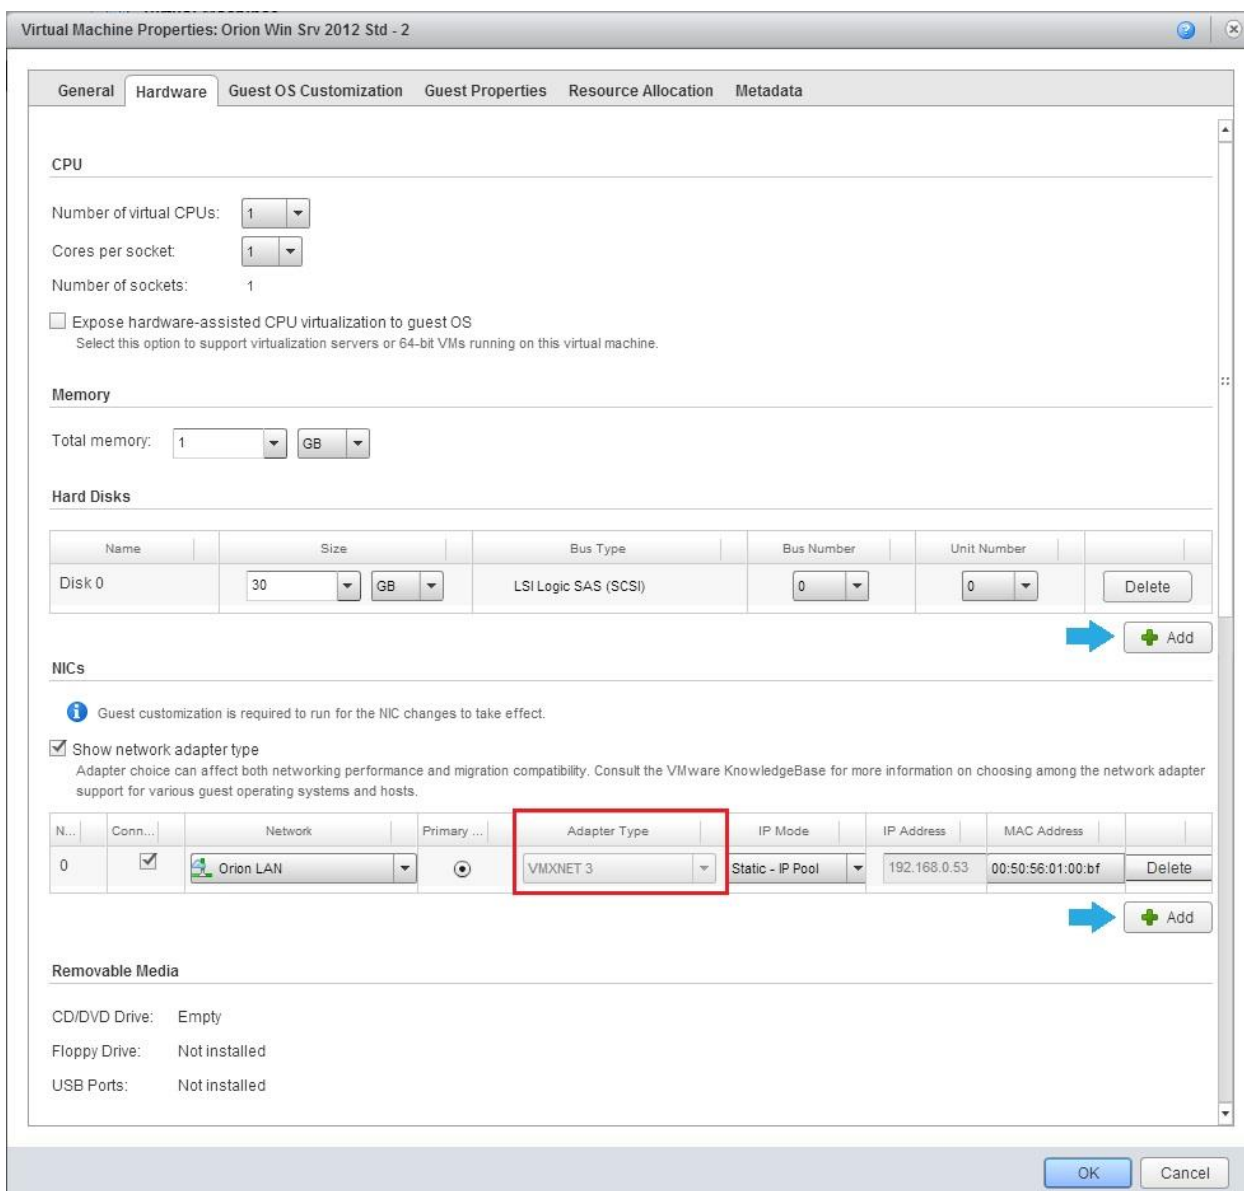 Virtual Machine Properties: Orion Win Srv 2012 Std - 2
General Hardware Guest OS Customization Guest Properties Resource Allocation Metadata
CPU
Number of virtual CPUs: 1
Cores per socket: 1
Number of sockets: 1
Expose hardware-assisted CPU virtualization to guest OS
Select this option to support virtualization servers or 64-bit VMs running on this virtual machine.
Memory
Total memory: 1 GB
Hard Disks
Name Size Bus Type Bus Number Unit Number
Disk 0 30 GB LSI Logic SAS (SCSI) 0 0 Delete
Add
NICs
Guest customization is required to run for the NIC changes to take effect.
Show network adapter type
Adapter choice can affect both networking performance and migration compatibility. Consult the VMware KnowledgeBase for more information on choosing among the network adapter
support for various guest operating systems and hosts.
N... Conn... Network Primary ... Adapter Type IP Mode IP Address MAC Address
0 Orion LAN VMXNET 3 Static - IP Pool 192.168.0.53 00:50:56:01:00:bf Delete
Add
Removable Media
CD/DVD Drive: Empty
Floppy Drive: Not installed
USB Ports: Not installed
OK Cancel